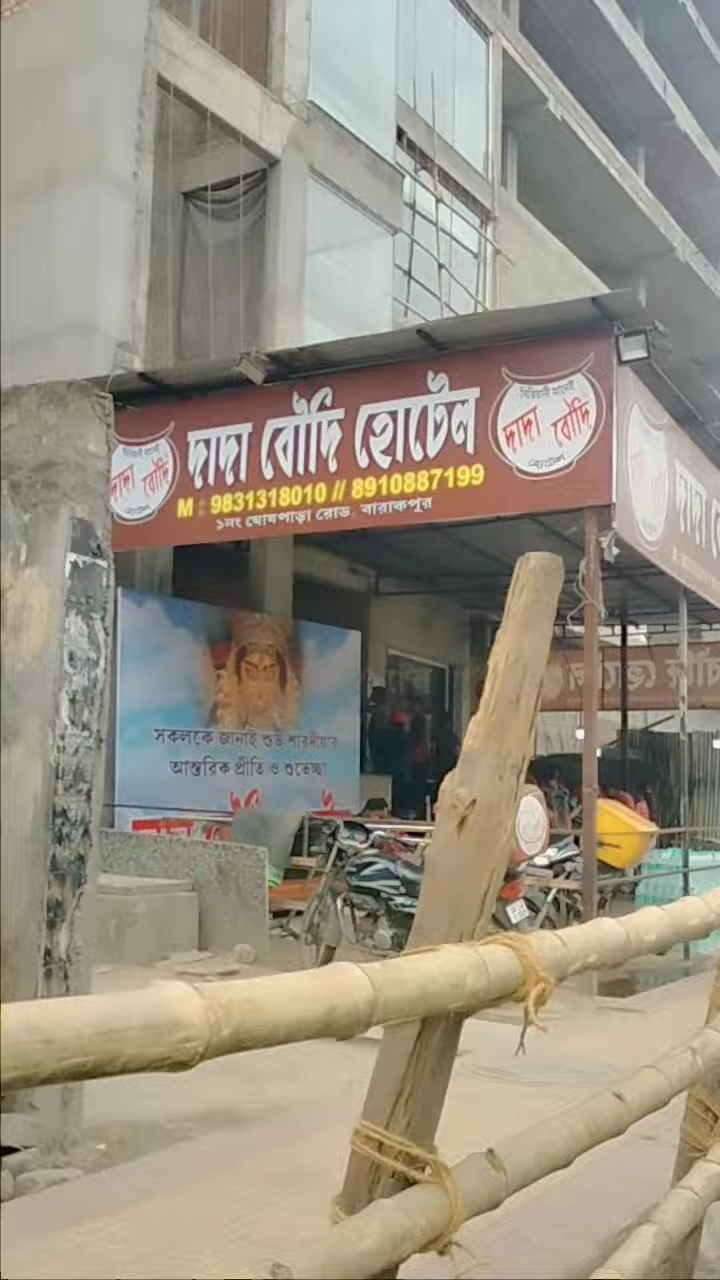 দাদা বৌদি হোটেল
M : 9831318010 // 8910887199
১নং ঘোষপাড়া রোড, বারাকপুর
বিরিয়ানী মানেই
দাদা বৌদি
হোটেল
দাদা বৌদি
হোটেল
দাদা
সকলকে জানাই শুভ শারদীয়ার
আন্তরিক প্রীতি ও শুভেচ্ছা